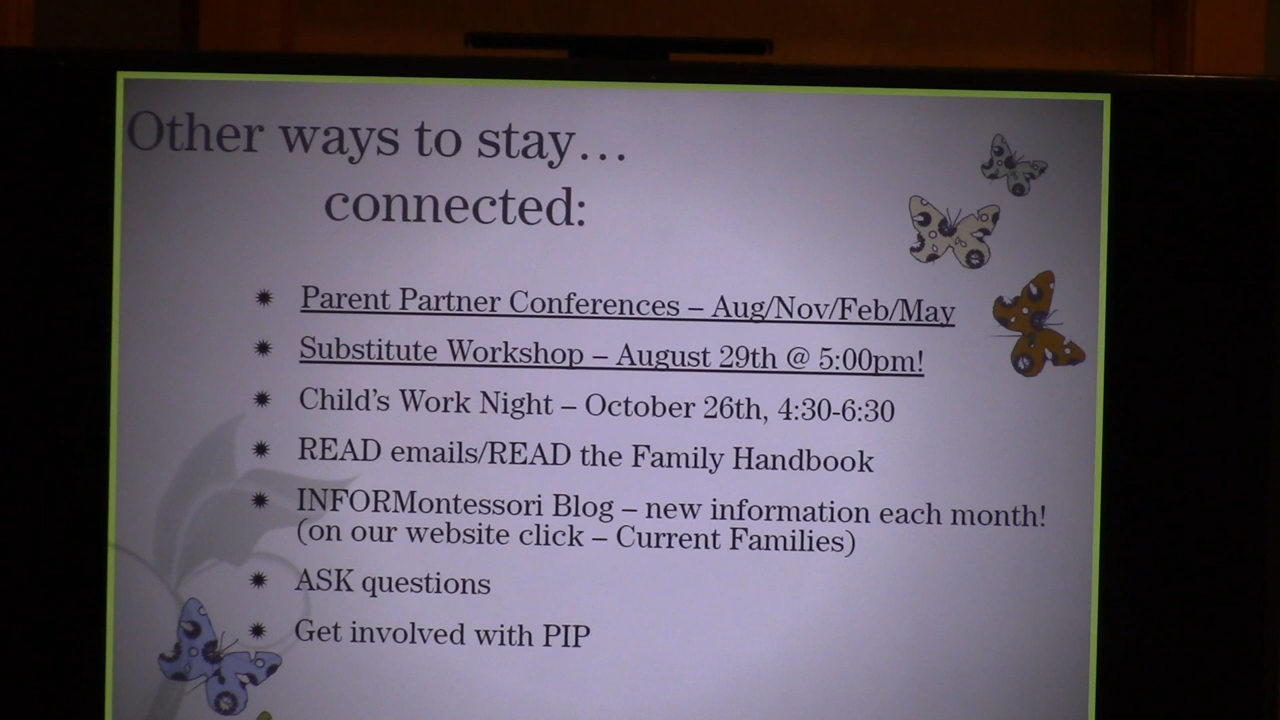 Other ways to stay…
connected:
Parent Partner Conferences – Aug/Nov/Feb/May
Substitute Workshop – August 29th @ 5:00pm!
Child's Work Night – October 26th, 4:30-6:30
READ emails/READ the Family Handbook
INFORMontessori Blog – new information each month!
(on our website click – Current Families)
ASK questions
Get involved with PIP